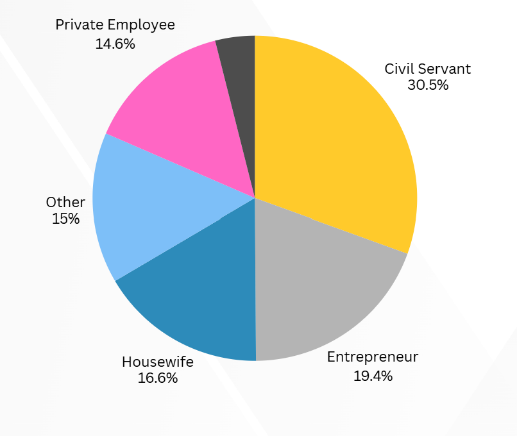 Private Employee
14.6%
Civil Servant
30.5%
Other
15%
Housewife
16.6%
Entrepreneur
19.4%